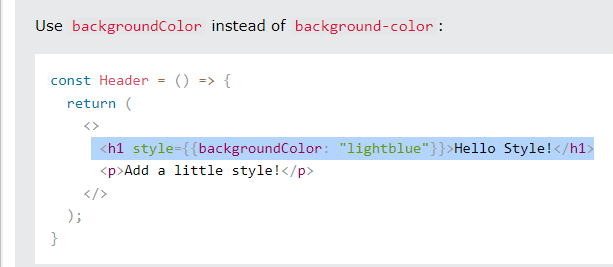 Use backgroundColor instead of background-color:
const Header = () => {
  return (
    <>
      <h1 style={{backgroundColor: "lightblue"}}>Hello Style!</h1>
      <p>Add a little style!</p>
    </>
  );
}